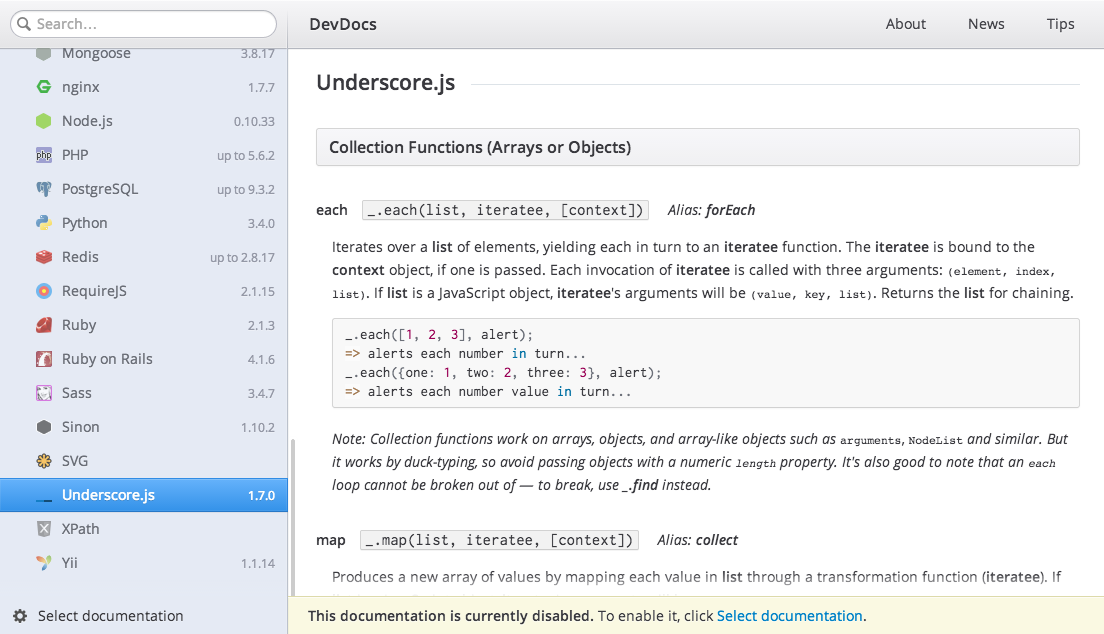 Search...
DevDocs
About
News
Tips
Mongoose 3.8.17
nginx 1.7.7
Node.js 0.10.33
php PHP up to 5.6.2
PostgreSQL up to 9.3.2
Python 3.4.0
Redis up to 2.8.17
RequireJS 2.1.15
Ruby 2.1.3
Ruby on Rails 4.1.6
Sass 3.4.7
Sinon 1.10.2
SVG
Underscore.js 1.7.0
XPath
Yii 1.1.14
Select documentation
Underscore.js
Collection Functions (Arrays or Objects)
each _.each(list, iteratee, [context]) Alias: forEach
Iterates over a list of elements, yielding each in turn to an iteratee function. The iteratee is bound to the
context object, if one is passed. Each invocation of iteratee is called with three arguments: (element, index,
list). If list is a JavaScript object, iteratee's arguments will be (value, key, list). Returns the list for chaining.
_.each([1, 2, 3], alert);
=> alerts each number in turn...
_.each({one: 1, two: 2, three: 3}, alert);
=> alerts each number value in turn...
Note: Collection functions work on arrays, objects, and array-like objects such as arguments, NodeList and similar. But
it works by duck-typing, so avoid passing objects with a numeric length property. It's also good to note that an each
loop cannot be broken out of — to break, use _.find instead.
map _.map(list, iteratee, [context]) Alias: collect
Produces a new array of values by mapping each value in list through a transformation function (iteratee). If
This documentation is currently disabled. To enable it, click Select documentation.